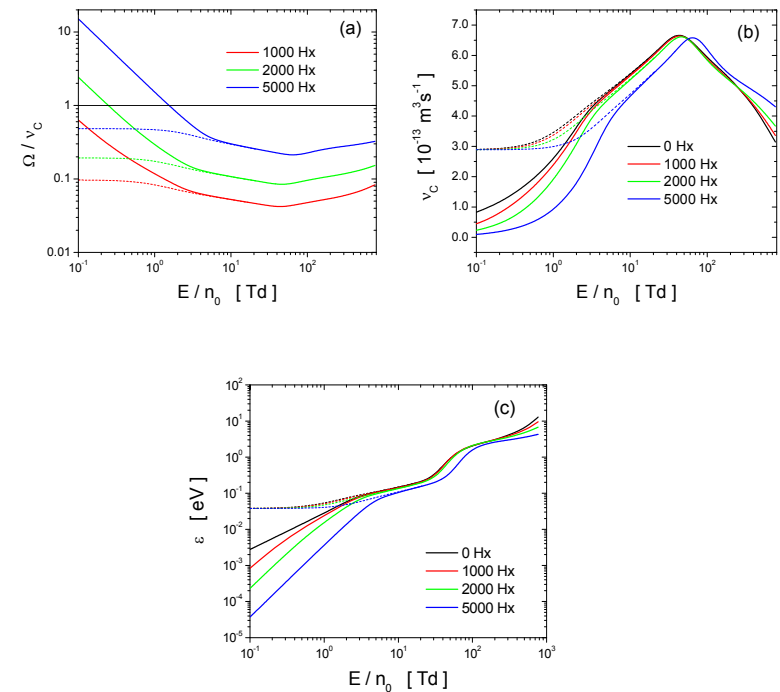 (a)
10
1
0.1
0.01
Ω / ν_C
1000 Hx
2000 Hx
5000 Hx
10^-1 10^0 10^1 10^2
E / n_0 [ Td ]
(b)
7.0
6.0
5.0
4.0
3.0
2.0
1.0
0.0
ν_C [ 10^-13 m^3 s^-1 ]
0 Hx
1000 Hx
2000 Hx
5000 Hx
10^-1 10^0 10^1 10^2
E / n_0 [ Td ]
(c)
10^2
10^1
10^0
10^-1
10^-2
10^-3
10^-4
10^-5
ε [ eV ]
0 Hx
1000 Hx
2000 Hx
5000 Hx
10^-1 10^0 10^1 10^2 10^3
E / n_0 [ Td ]